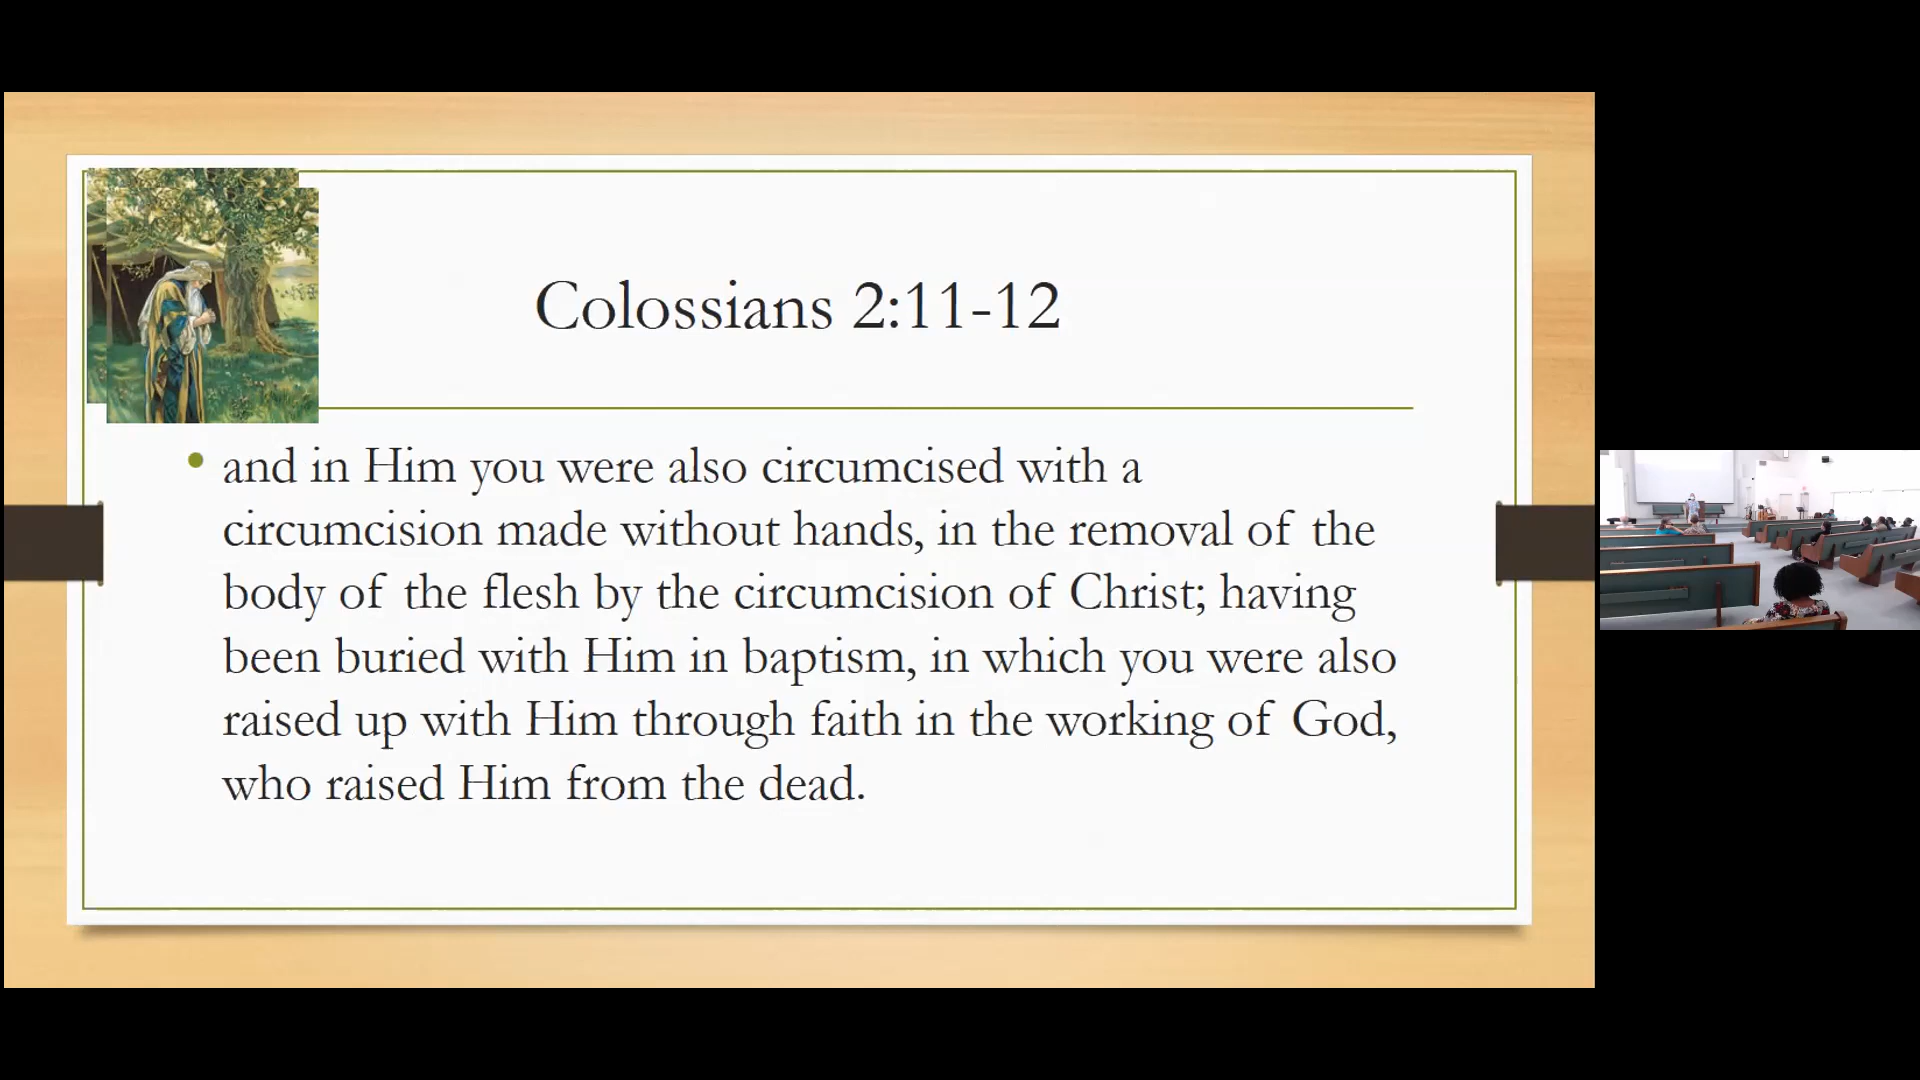 Colossians 2:11-12
• and in Him you were also circumcised with a
circumcision made without hands, in the removal of the
body of the flesh by the circumcision of Christ; having
been buried with Him in baptism, in which you were also
raised up with Him through faith in the working of God,
who raised Him from the dead.